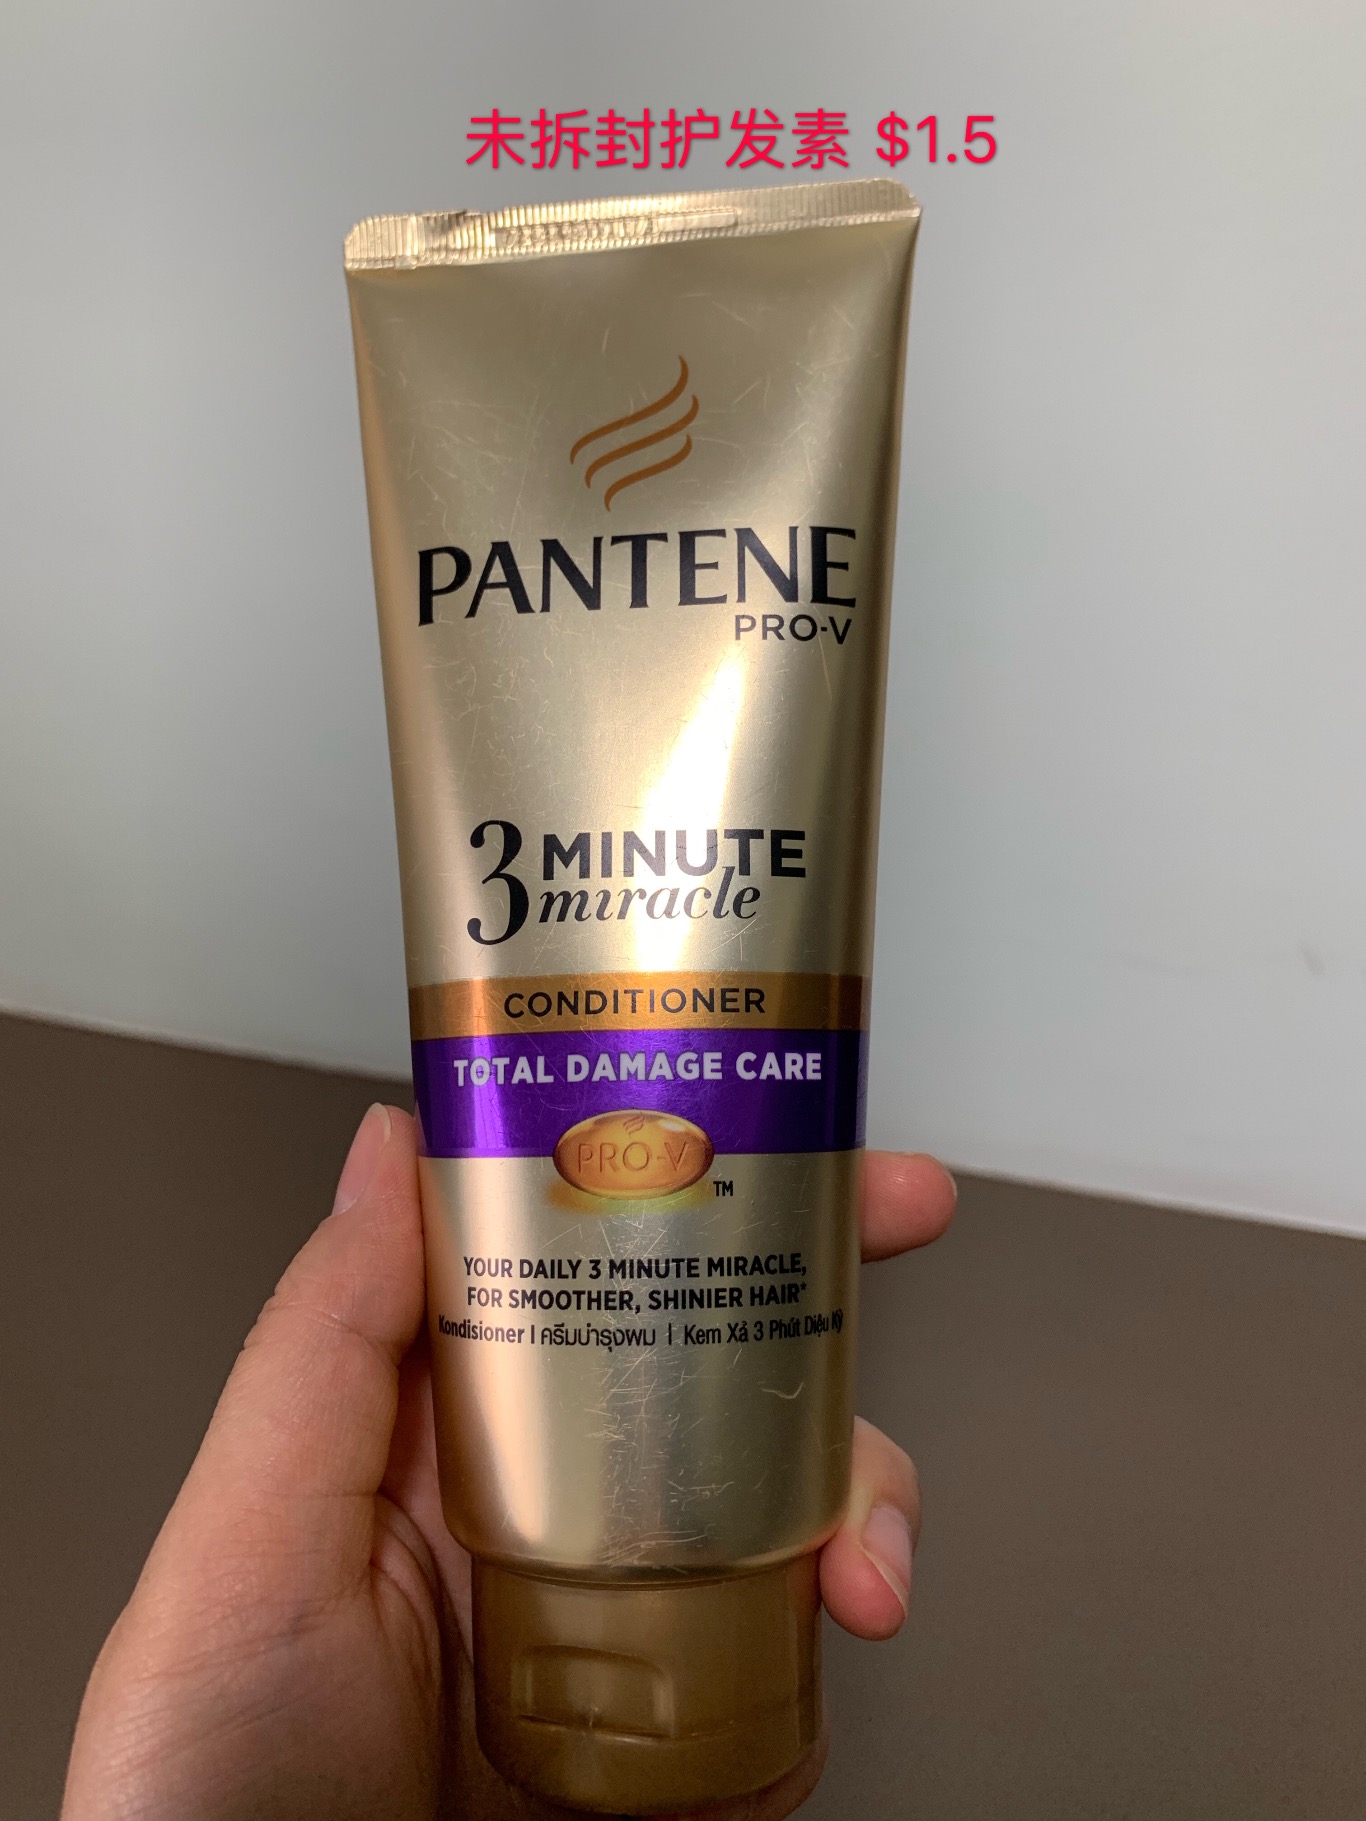 未拆封护发素 $1.5
PANTENE
PRO-V
3 MINUTE
miracle
CONDITIONER
TOTAL DAMAGE CARE
PRO-V
TM
YOUR DAILY 3 MINUTE MIRACLE,
FOR SMOOTHER, SHINIER HAIR*
Kondisioner | ครีมบำรุงผม | Kem Xả 3 Phút Diệu Kỳ